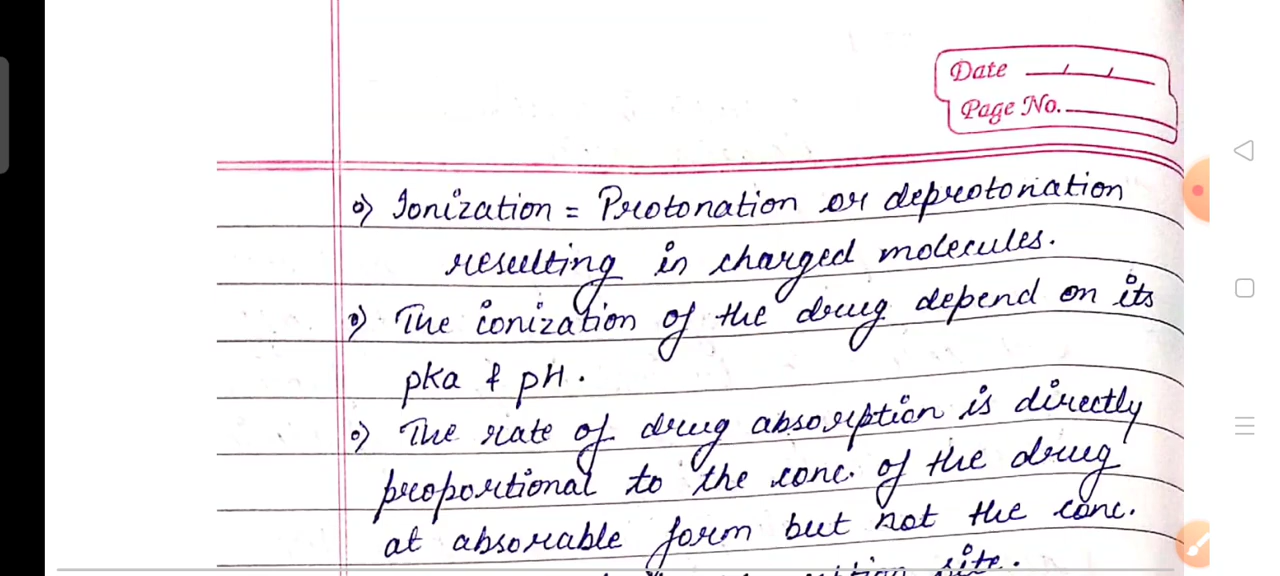 Date / /
Page No.
Ionization = Protonation or deprotonation
resulting in charged molecules.
The ionization of the drug depend on its
pka & pH.
The rate of drug absorption is directly
proportional to the conc. of the drug
at absorable form but not the conc.
site.